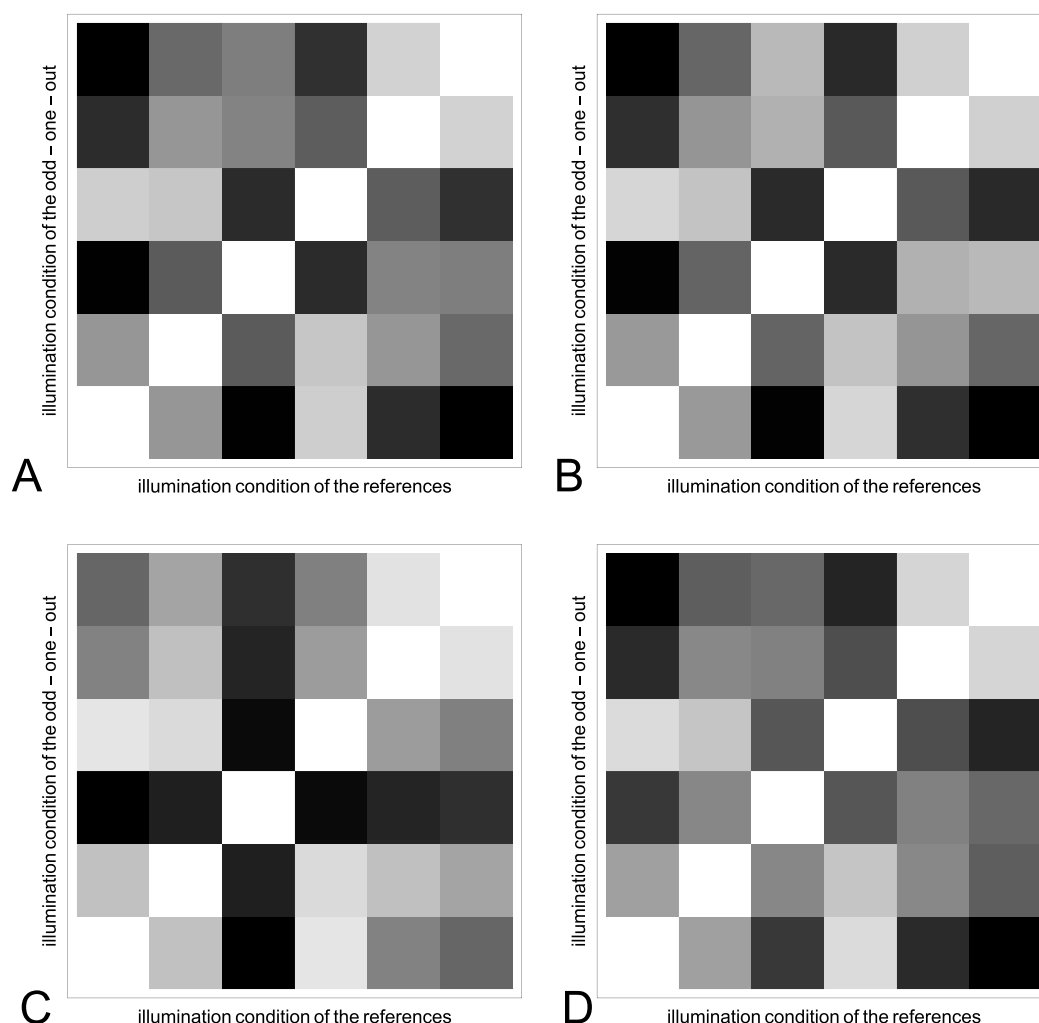 illumination condition of the odd – one – out
illumination condition of the odd – one – out
A
illumination condition of the references
B
illumination condition of the references
illumination condition of the odd – one – out
illumination condition of the odd – one – out
C
illumination condition of the references
D
illumination condition of the references